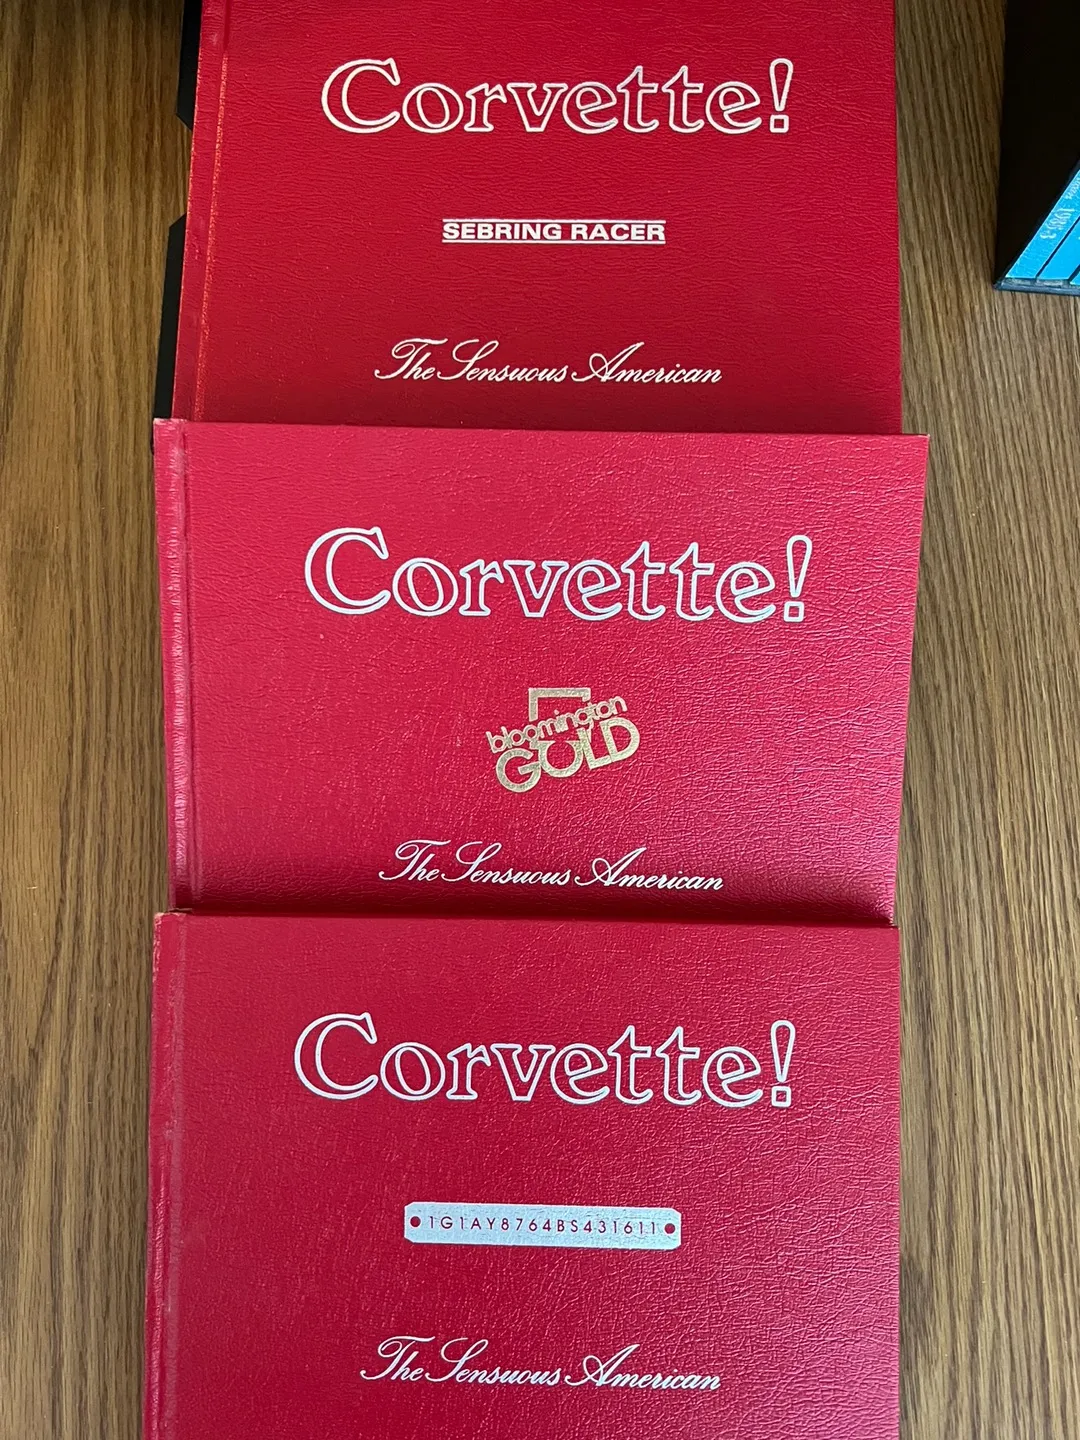 Corvette!
SEBRING RACER
The Sensuous American
Corvette!
bloomington
GOLD
The Sensuous American
Corvette!
1G1AY8764BS431611
The Sensuous American